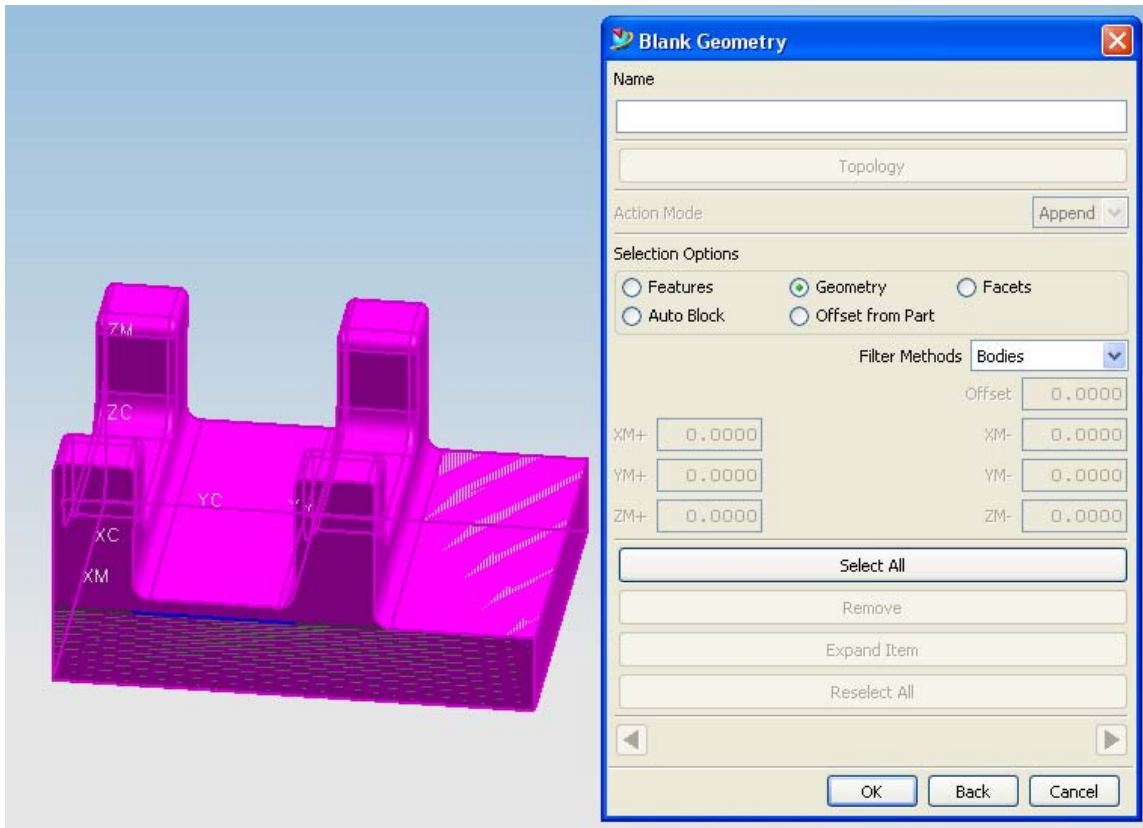 Blank Geometry
Name
Topology
Action Mode Append
Selection Options
Features Geometry Facets
Auto Block Offset from Part
Filter Methods Bodies
Offset 0.0000
XM+ 0.0000 XM- 0.0000
YM+ 0.0000 YM- 0.0000
ZM+ 0.0000 ZM- 0.0000
Select All
Remove
Expand Item
Reselect All
OK Back Cancel
ZM
ZC
YC
XC
XM